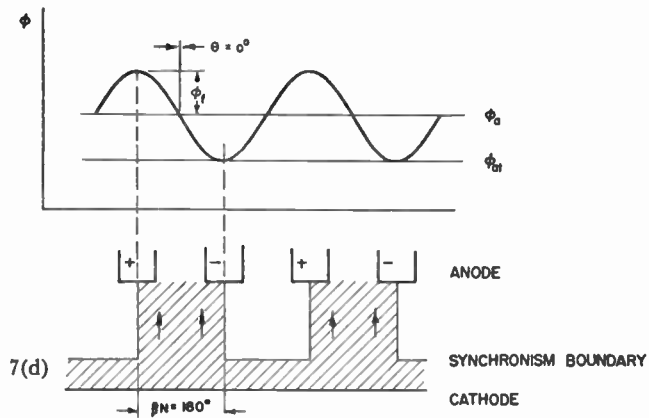 ϕ
θ = 0°
ϕf
ϕa
ϕat
+ − + −
ANODE
7(d)
SYNCHRONISM BOUNDARY
CATHODE
βN = 180°